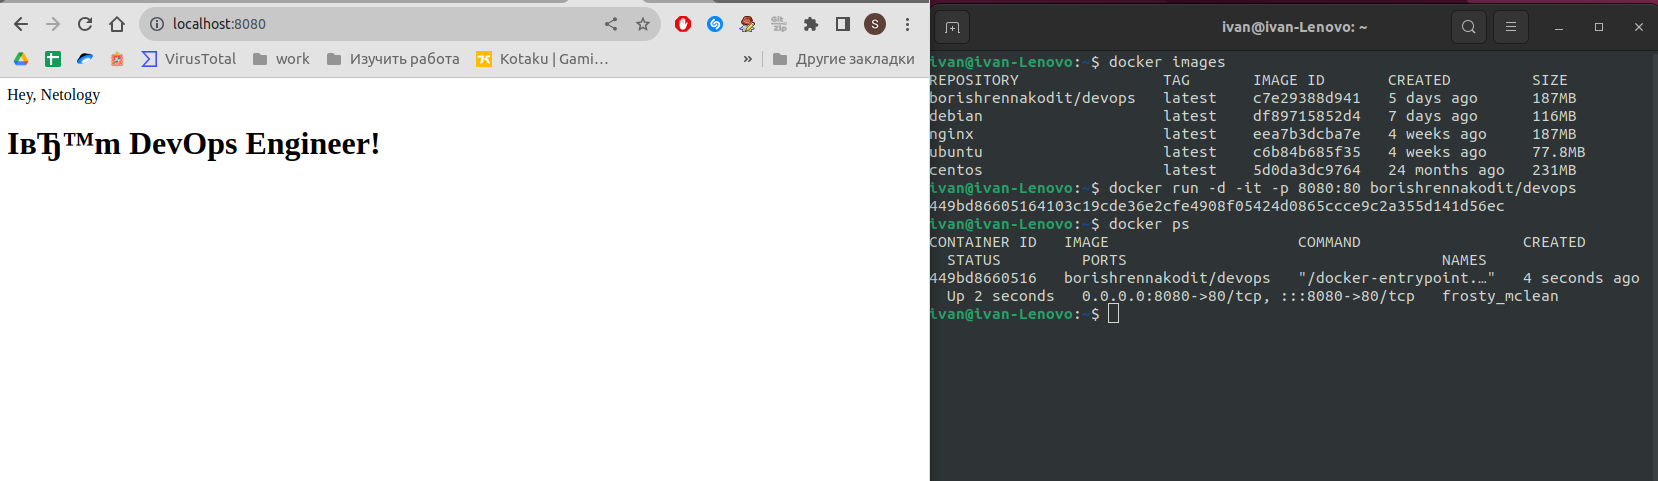 localhost:8080
S
VirusTotal work Изучить работа Kotaku | Gami… » Другие закладки
Hey, Netology
Iвђ™m DevOps Engineer!
ivan@ivan-Lenovo: ~
ivan@ivan-Lenovo:~$ docker images
REPOSITORY TAG IMAGE ID CREATED SIZE
borishrennakodit/devops latest c7e29388d941 5 days ago 187MB
debian latest df89715852d4 7 days ago 116MB
nginx latest eea7b3dcba7e 4 weeks ago 187MB
ubuntu latest c6b84b685f35 4 weeks ago 77.8MB
centos latest 5d0da3dc9764 24 months ago 231MB
ivan@ivan-Lenovo:~$ docker run -d -it -p 8080:80 borishrennakodit/devops
449bd86605164103c19cde36e2cfe4908f05424d0865ccce9c2a355d141d56ec
ivan@ivan-Lenovo:~$ docker ps
CONTAINER ID IMAGE COMMAND CREATED
STATUS PORTS NAMES
449bd8660516 borishrennakodit/devops "/docker-entrypoint.…" 4 seconds ago
Up 2 seconds 0.0.0.0:8080->80/tcp, :::8080->80/tcp frosty_mclean
ivan@ivan-Lenovo:~$